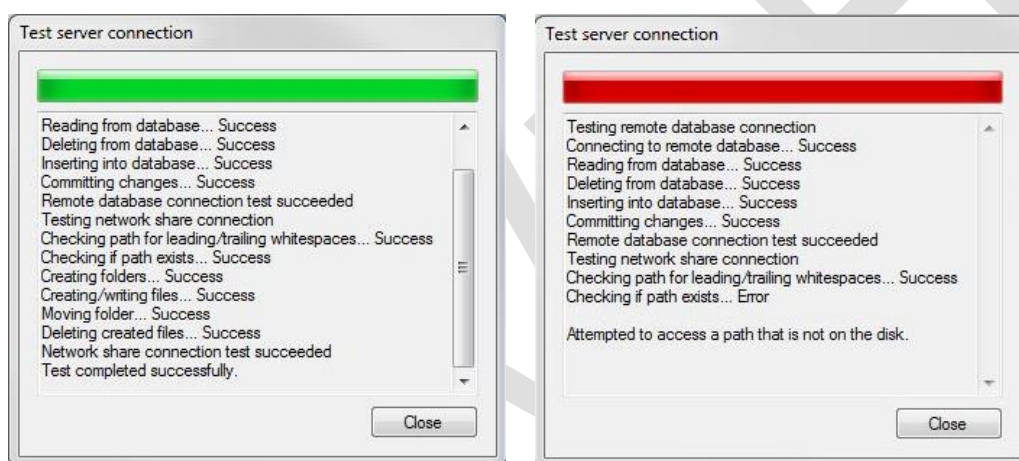 Test server connection
Reading from database... Success
Deleting from database... Success
Inserting into database... Success
Committing changes... Success
Remote database connection test succeeded
Testing network share connection
Checking path for leading/trailing whitespaces... Success
Checking if path exists... Success
Creating folders... Success
Creating/writing files... Success
Moving folder... Success
Deleting created files... Success
Network share connection test succeeded
Test completed successfully.
Close
Test server connection
Testing remote database connection
Connecting to remote database... Success
Reading from database... Success
Deleting from database... Success
Inserting into database... Success
Committing changes... Success
Remote database connection test succeeded
Testing network share connection
Checking path for leading/trailing whitespaces... Success
Checking if path exists... Error
Attempted to access a path that is not on the disk.
Close